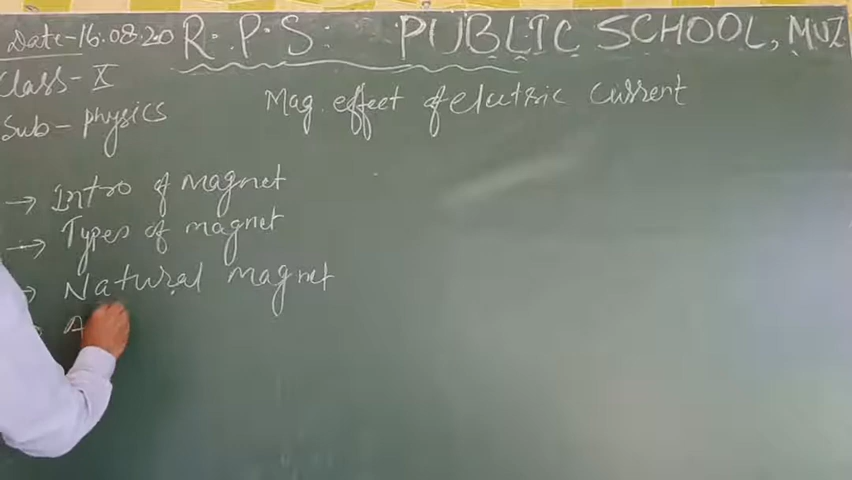 R.P.S. PUBLIC SCHOOL, MUZ
Date-16.08.20
Class- X
Sub- physics
Mag. effect of electric current
→ Intro of magnet
→ Types of magnet
→ Natural magnet
A